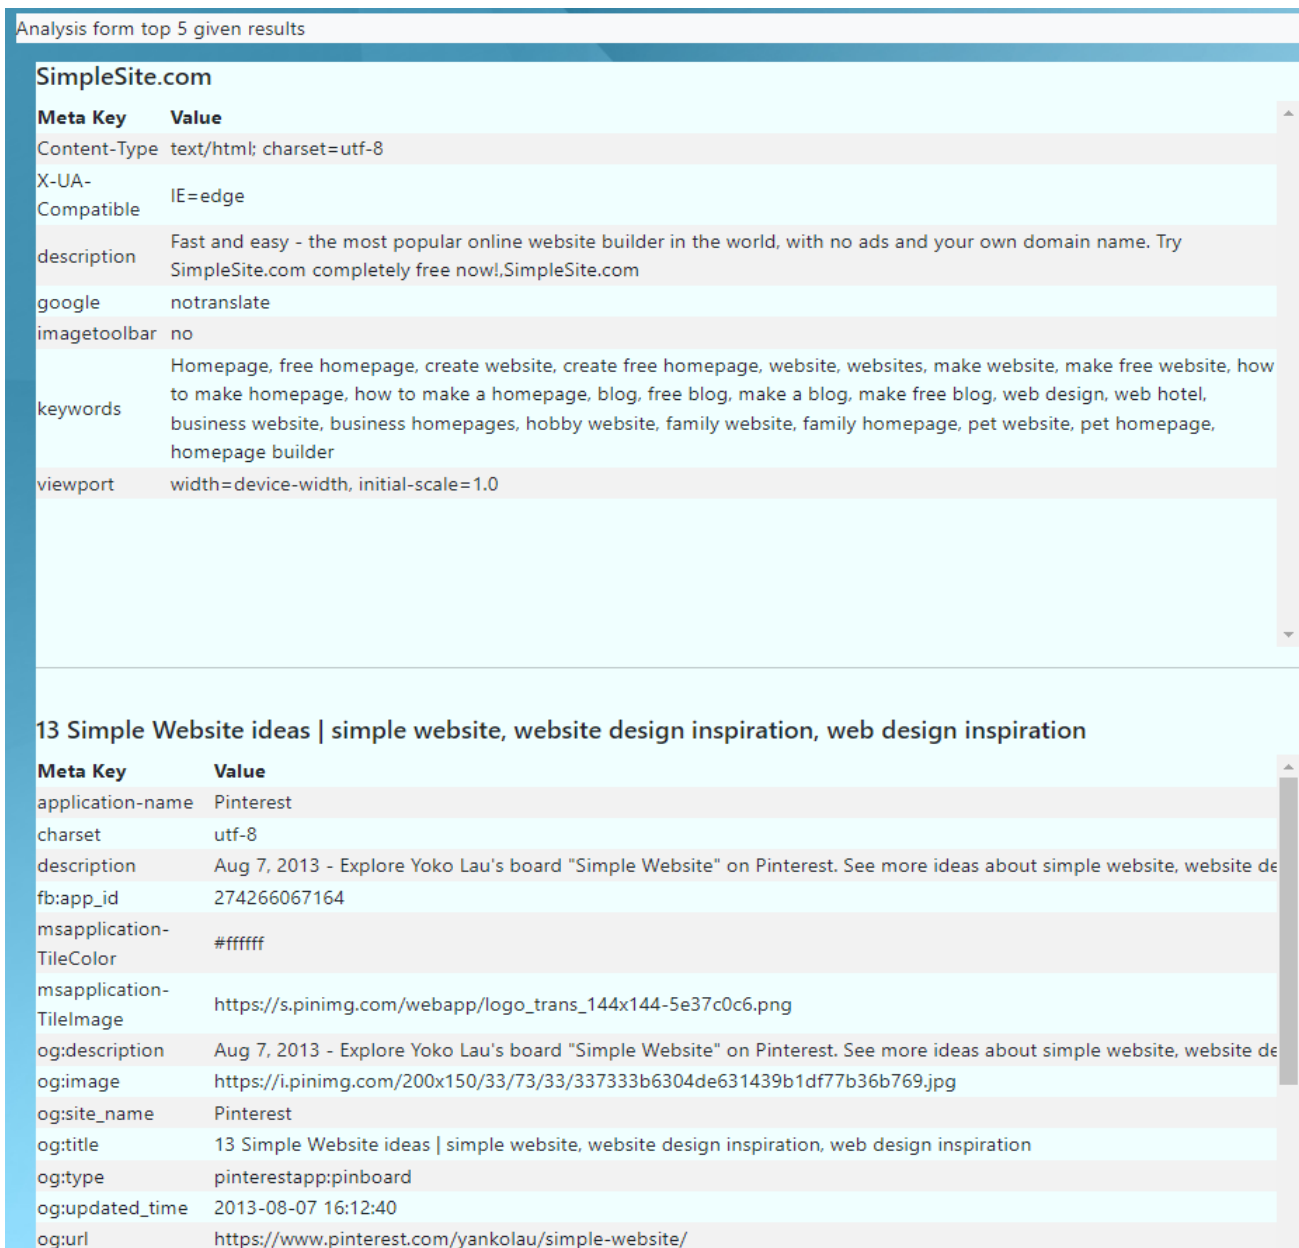 Analysis form top 5 given results
SimpleSite.com
Meta Key Value
Content-Type text/html; charset=utf-8
X-UA-
Compatible IE=edge
description Fast and easy - the most popular online website builder in the world, with no ads and your own domain name. Try
SimpleSite.com completely free now!,SimpleSite.com
google notranslate
imagetoolbar no
keywords Homepage, free homepage, create website, create free homepage, website, websites, make website, make free website, how
to make homepage, how to make a homepage, blog, free blog, make a blog, make free blog, web design, web hotel,
business website, business homepages, hobby website, family website, family homepage, pet website, pet homepage,
homepage builder
viewport width=device-width, initial-scale=1.0
13 Simple Website ideas | simple website, website design inspiration, web design inspiration
Meta Key Value
application-name Pinterest
charset utf-8
description Aug 7, 2013 - Explore Yoko Lau's board "Simple Website" on Pinterest. See more ideas about simple website, website de
fb:app_id 274266067164
msapplication-
TileColor #ffffff
msapplication-
TileImage https://s.pinimg.com/webapp/logo_trans_144x144-5e37c0c6.png
og:description Aug 7, 2013 - Explore Yoko Lau's board "Simple Website" on Pinterest. See more ideas about simple website, website de
og:image https://i.pinimg.com/200x150/33/73/33/337333b6304de631439b1df77b36b769.jpg
og:site_name Pinterest
og:title 13 Simple Website ideas | simple website, website design inspiration, web design inspiration
og:type pinterestapp:pinboard
og:updated_time 2013-08-07 16:12:40
og:url https://www.pinterest.com/yankolau/simple-website/